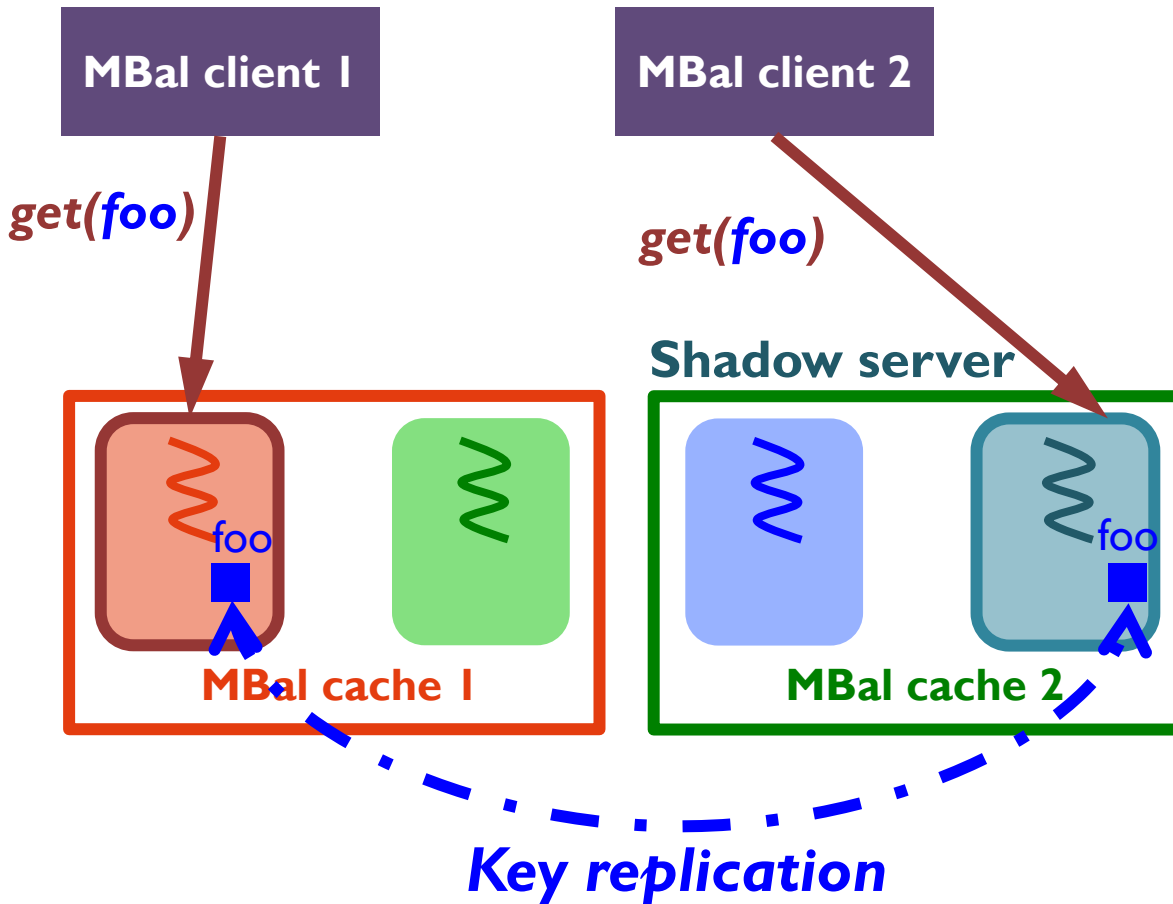 MBal client 1
MBal client 2
get(foo)
get(foo)
Shadow server
foo
foo
MBal cache 1
MBal cache 2
Key replication